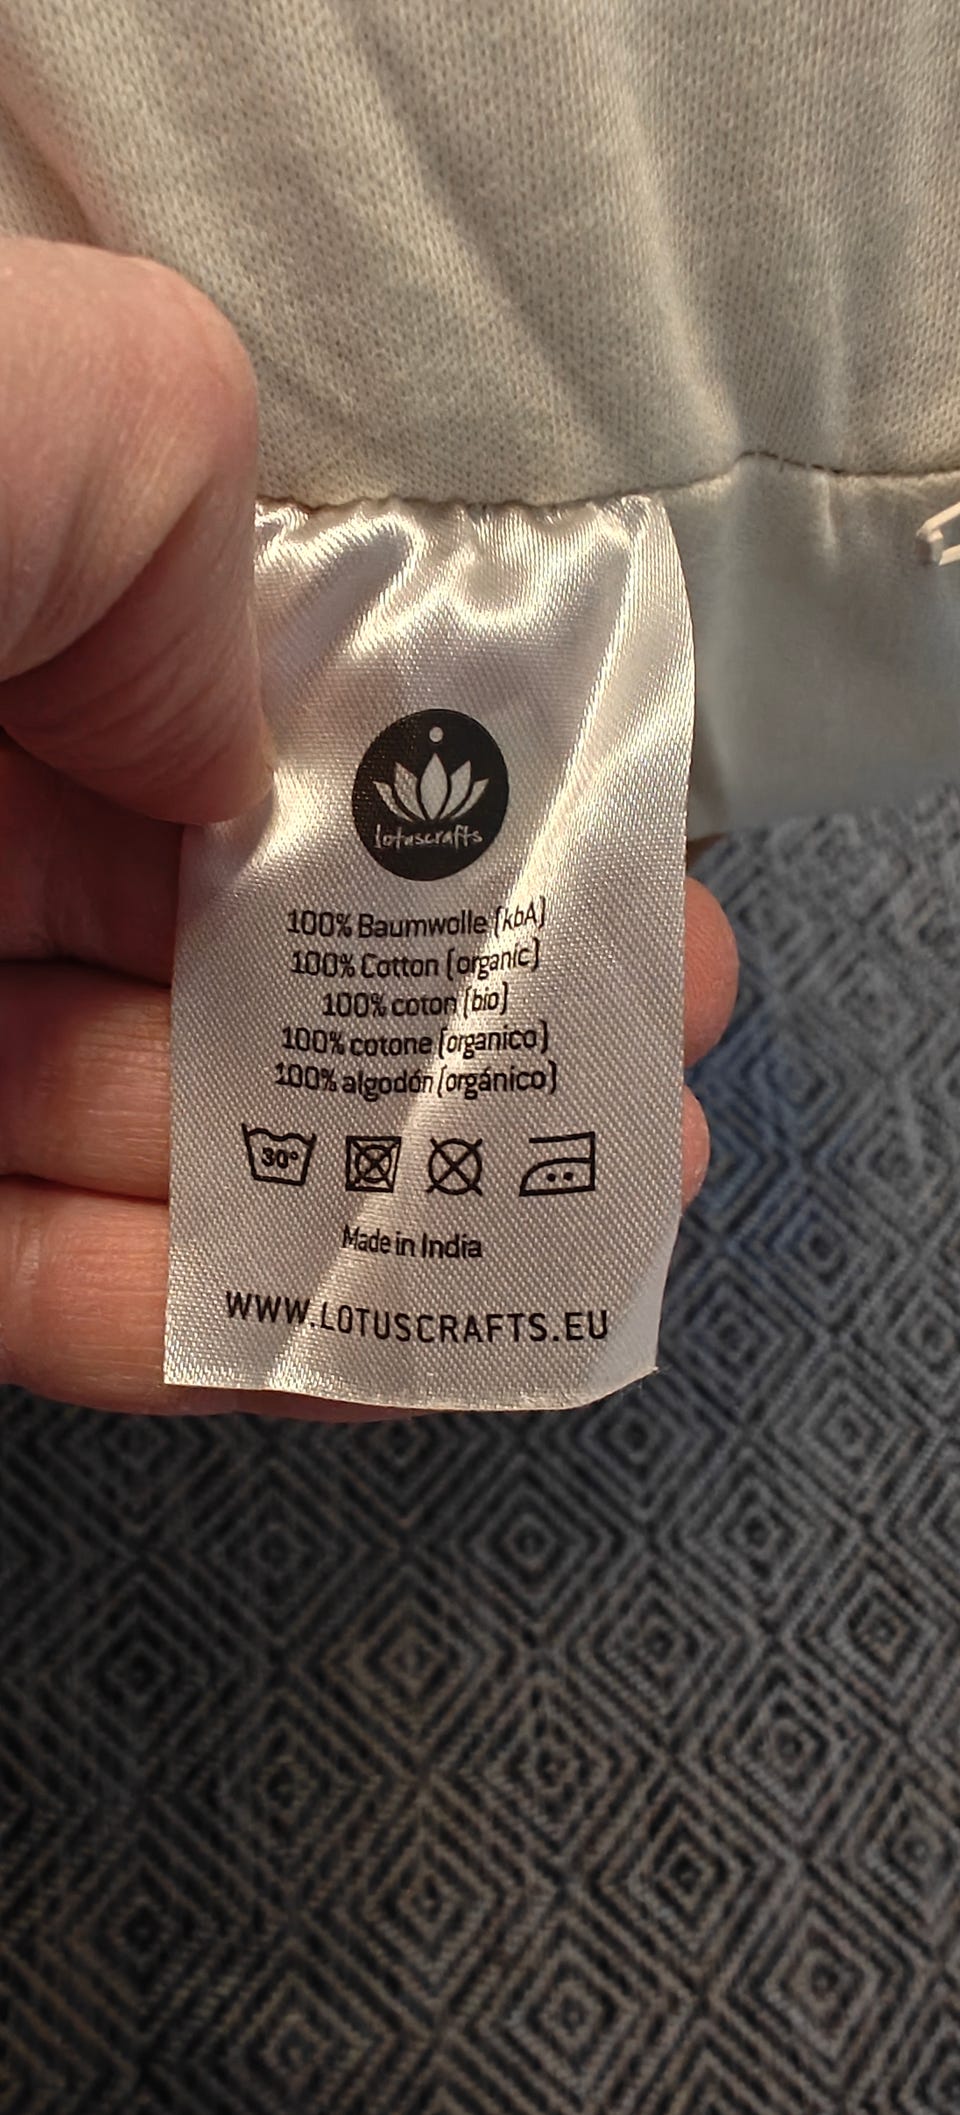 lotuscrafts
100% Baumwolle (kbA)
100% Cotton (organic)
100% coton (bio)
100% cotone (organico)
100% algodón (orgánico)
30°
Made in India
WWW.LOTUSCRAFTS.EU